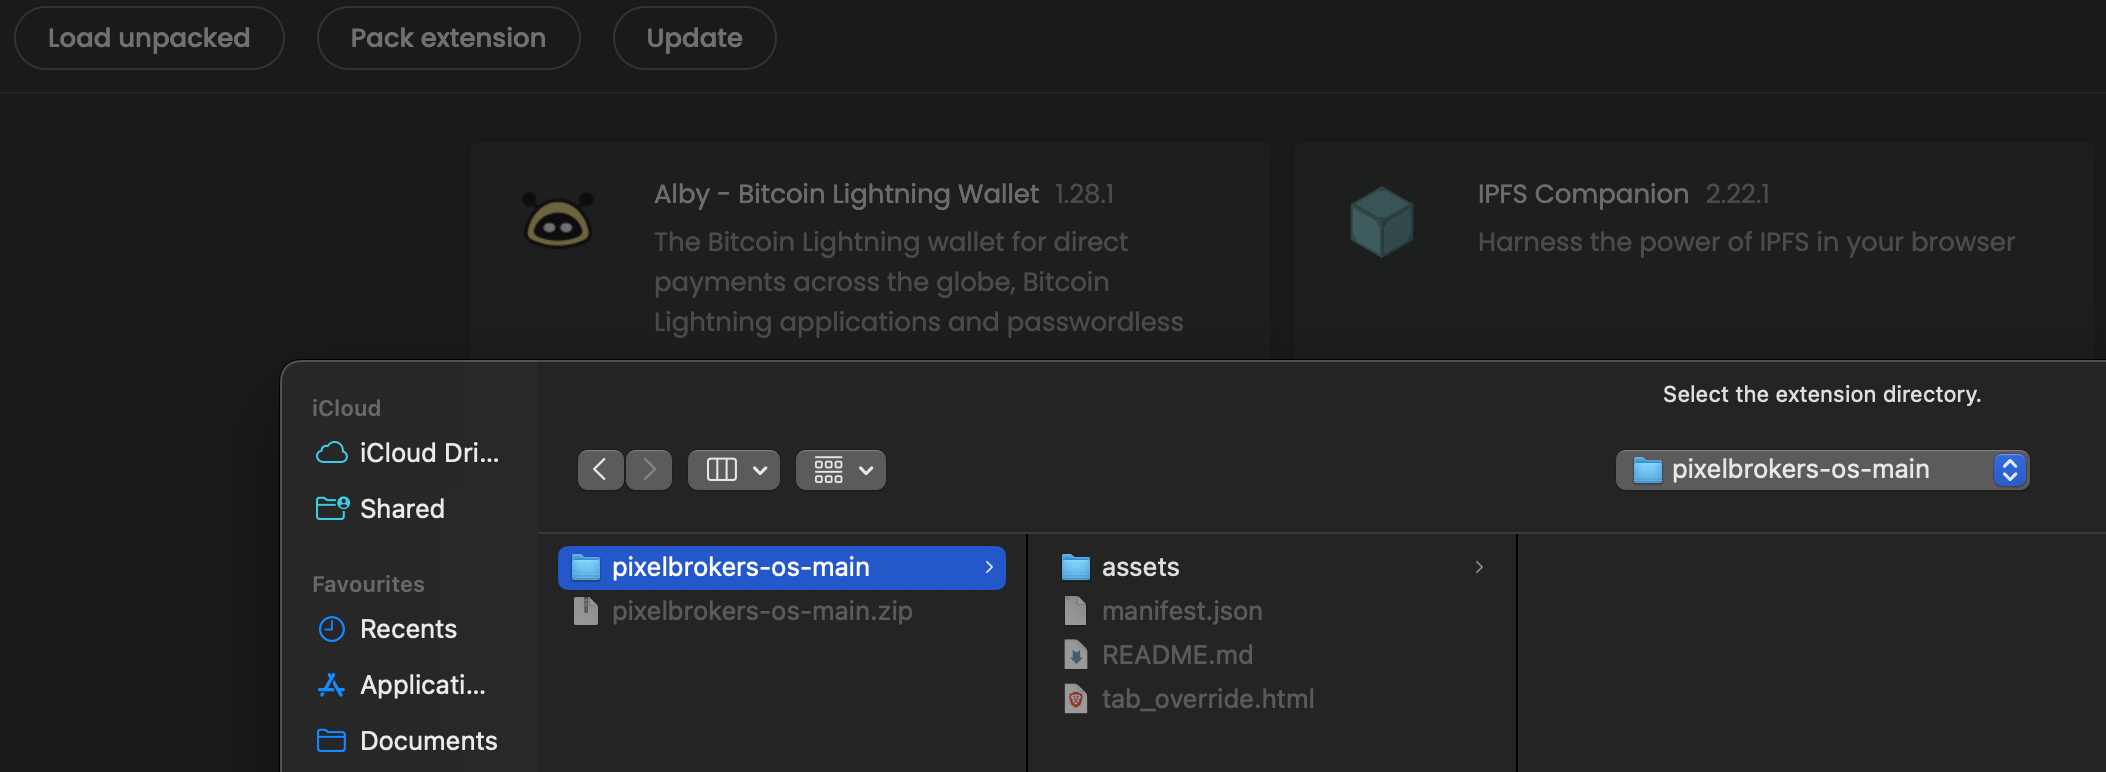 Load unpacked
Pack extension
Update
Alby - Bitcoin Lightning Wallet 1.28.1
The Bitcoin Lightning wallet for direct
payments across the globe, Bitcoin
Lightning applications and passwordless
IPFS Companion 2.22.1
Harness the power of IPFS in your browser
Select the extension directory.
pixelbrokers-os-main
iCloud
iCloud Dri...
Shared
Favourites
Recents
Applicati...
Documents
pixelbrokers-os-main
pixelbrokers-os-main.zip
assets
manifest.json
README.md
tab_override.html